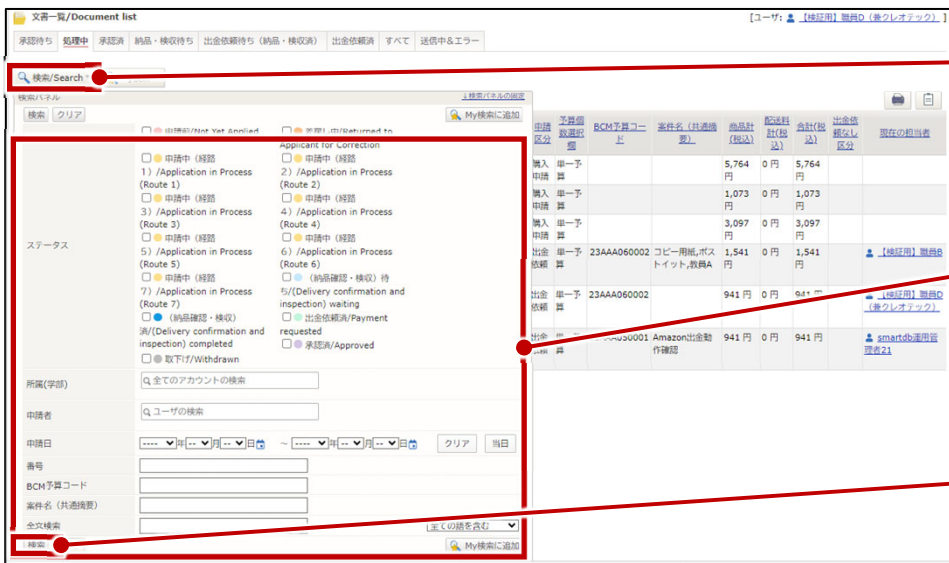 文書一覧/Document list
[ユーザ: 【検証用】職員D（兼クレオテック） ]
承認待ち 処理中 承認済 納品・検収待ち 出金依頼待ち（納品・検収済） 出金依頼済 すべて 送信中&エラー
検索/Search
検索パネル
↓検索パネルの固定
検索 クリア My検索に追加
申請前/Not Yet Applied 差戻し中/Returned to
Applicant for Correction
申請中（経路 申請中（経路
1）/Application in Process 2）/Application in Process
(Route 1) (Route 2)
申請中（経路 申請中（経路
3）/Application in Process 4）/Application in Process
(Route 3) (Route 4)
ステータス
申請中（経路 申請中（経路
5）/Application in Process 6）/Application in Process
(Route 5) (Route 6)
申請中（経路 （納品確認・検収）待
7）/Application in Process ち/(Delivery confirmation and
(Route 7) inspection) waiting
（納品確認・検収） 出金依頼済/Payment
済/(Delivery confirmation and requested
inspection) completed 承認済/Approved
取下げ/Withdrawn
所属(学部) 全てのアカウントの検索
申請者 ユーザの検索
申請日 ---- 年 -- 月 -- 日 ～ ---- 年 -- 月 -- 日 クリア 当日
番号
BCM予算コード
案件名（共通摘要）
全文検索 全ての語を含む
検索 My検索に追加
申請区分 予算個数選択欄 BCM予算コード 案件名（共通摘要） 商品計(税込) 配送料計(税込) 合計(税込) 出金依頼なし区分 現在の担当者
購入申請 単一予算 5,764円 0円 5,764円
購入申請 単一予算 1,073円 0円 1,073円
購入申請 単一予算 3,097円 0円 3,097円
出金依頼 単一予算 23AAA060002 コピー用紙,ポストイット,教員A 1,541円 0円 1,541円 【検証用】職員B
出金依頼 単一予算 23AAA060002 941円 0円 941円 【検証用】職員D（兼クレオテック）
Amazon出金動作確認 941円 0円 941円 smartdb運用管理者21